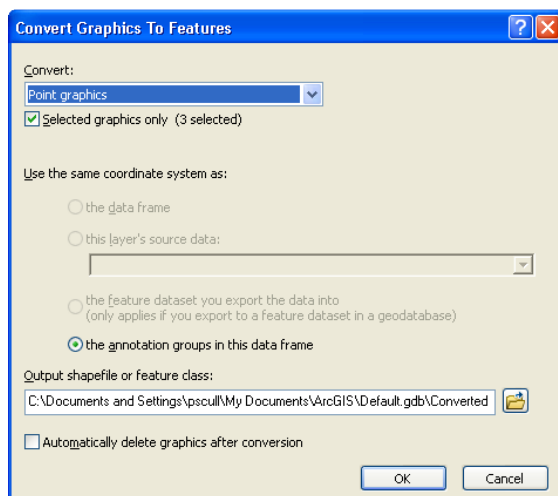 Convert Graphics To Features
Convert:
Point graphics
Selected graphics only (3 selected)
Use the same coordinate system as:
the data frame
this layer's source data:
the feature dataset you export the data into
(only applies if you export to a feature dataset in a geodatabase)
the annotation groups in this data frame
Output shapefile or feature class:
C:\Documents and Settings\pscull\My Documents\ArcGIS\Default.gdb\Converted
Automatically delete graphics after conversion
OK Cancel